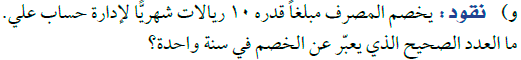 و) نقود: يخصم المصرف مبلغاً قدره ١٠ ريالات شهريًّا لإدارة حساب علي.
ما العدد الصحيح الذي يعبّر عن الخصم في سنة واحدة؟